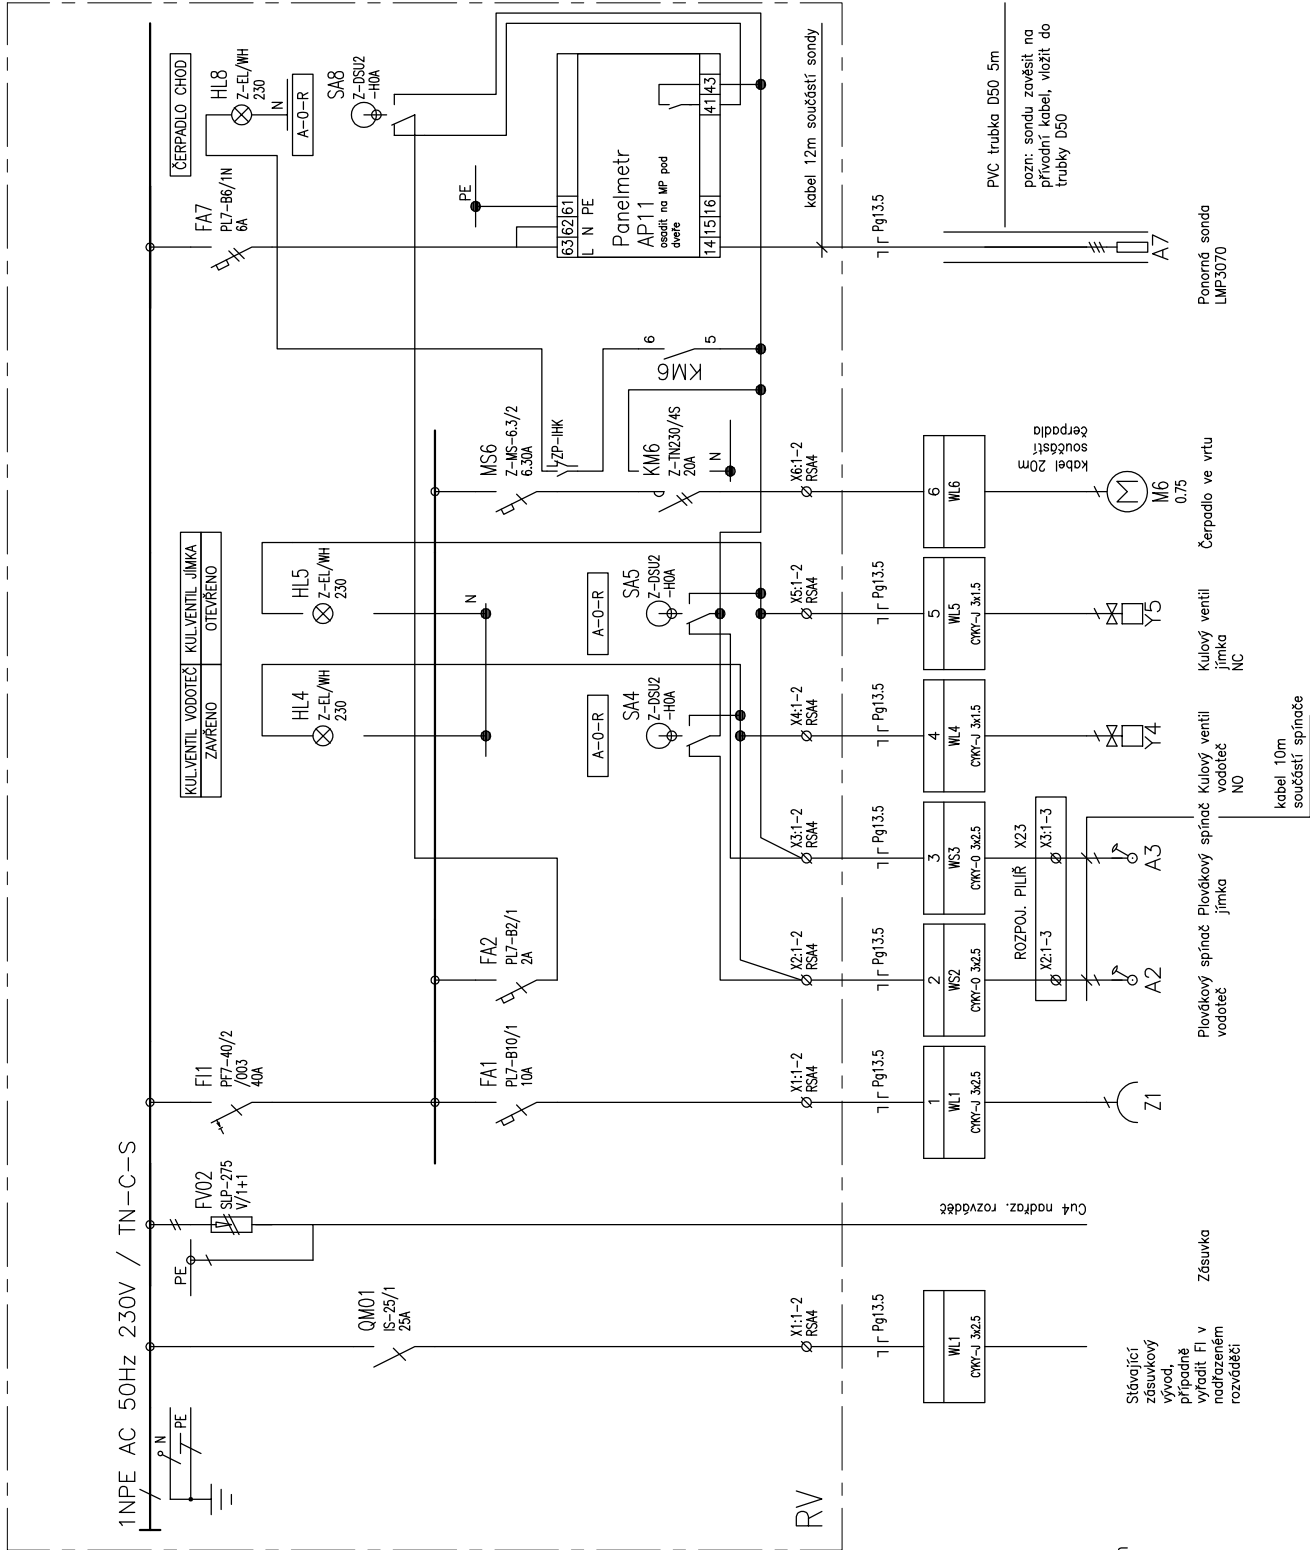 1NPE AC 50Hz 230V / TN-C-S
N
PE
RV
QM01
IS-25/1
25A
X1:1-2
RSA4
Pg13.5
WL1
CYKY-J 3x2.5
Stávající
zásuvkový
vývod,
případně
vyřadit FI v
nadřazeném
rozváděči
PE
FV02
SLP-275
V/1+1
Cu4 nadřaz. rozváděč
FI1
PF7-40/2
/003
40A
FA1
PL7-B10/1
10A
X1:1-2
RSA4
Pg13.5
1
WL1
CYKY-J 3x2.5
Z1
Zásuvka
FA2
PL7-B2/1
2A
X2:1-2
RSA4
Pg13.5
2
WS2
CYKY-O 3x2.5
ROZPOJ. PILÍŘ X23
X2:1-3
A2
Plovákový spínač
vodoteč
X3:1-2
RSA4
Pg13.5
3
WS3
CYKY-O 3x2.5
X3:1-3
A3
Plovákový spínač
jímka
kabel 10m
součástí spínače
KUL.VENTIL VODOTEČ
ZAVŘENO
HL4
Z-EL/WH
230
A-O-R
SA4
Z-DSU2
-H0A
X4:1-2
RSA4
Pg13.5
4
WL4
CYKY-J 3x1.5
Y4
Kulový ventil
vodoteč
NO
KUL.VENTIL JÍMKA
OTEVŘENO
HL5
Z-EL/WH
230
N
A-O-R
SA5
Z-DSU2
-H0A
X5:1-2
RSA4
Pg13.5
5
WL5
CYKY-J 3x1.5
Y5
Kulový ventil
jímka
NC
MS6
Z-MS-6.3/2
6.30A
ZP-IHK
KM6
Z-TN230/4S
20A
N
KM6
6
5
X6:1-2
RSA4
6
WL6
kabel 20m
součástí
čerpadla
M
M6
0.75
Čerpadlo ve vrtu
FA7
PL7-B6/1N
6A
ČERPADLO CHOD
HL8
Z-EL/WH
230
N
A-O-R
SA8
Z-DSU2
-H0A
PE
63 62 61
L N PE
Panelmetr
AP11
osadit na MP pod
dveře
14 15 16
41 43
kabel 12m součástí sondy
Pg13.5
PVC trubka D50 5m
pozn: sondu zavěsit na
přívodní kabel, vložit do
trubky D50
A7
Ponorná sonda
LMP3070